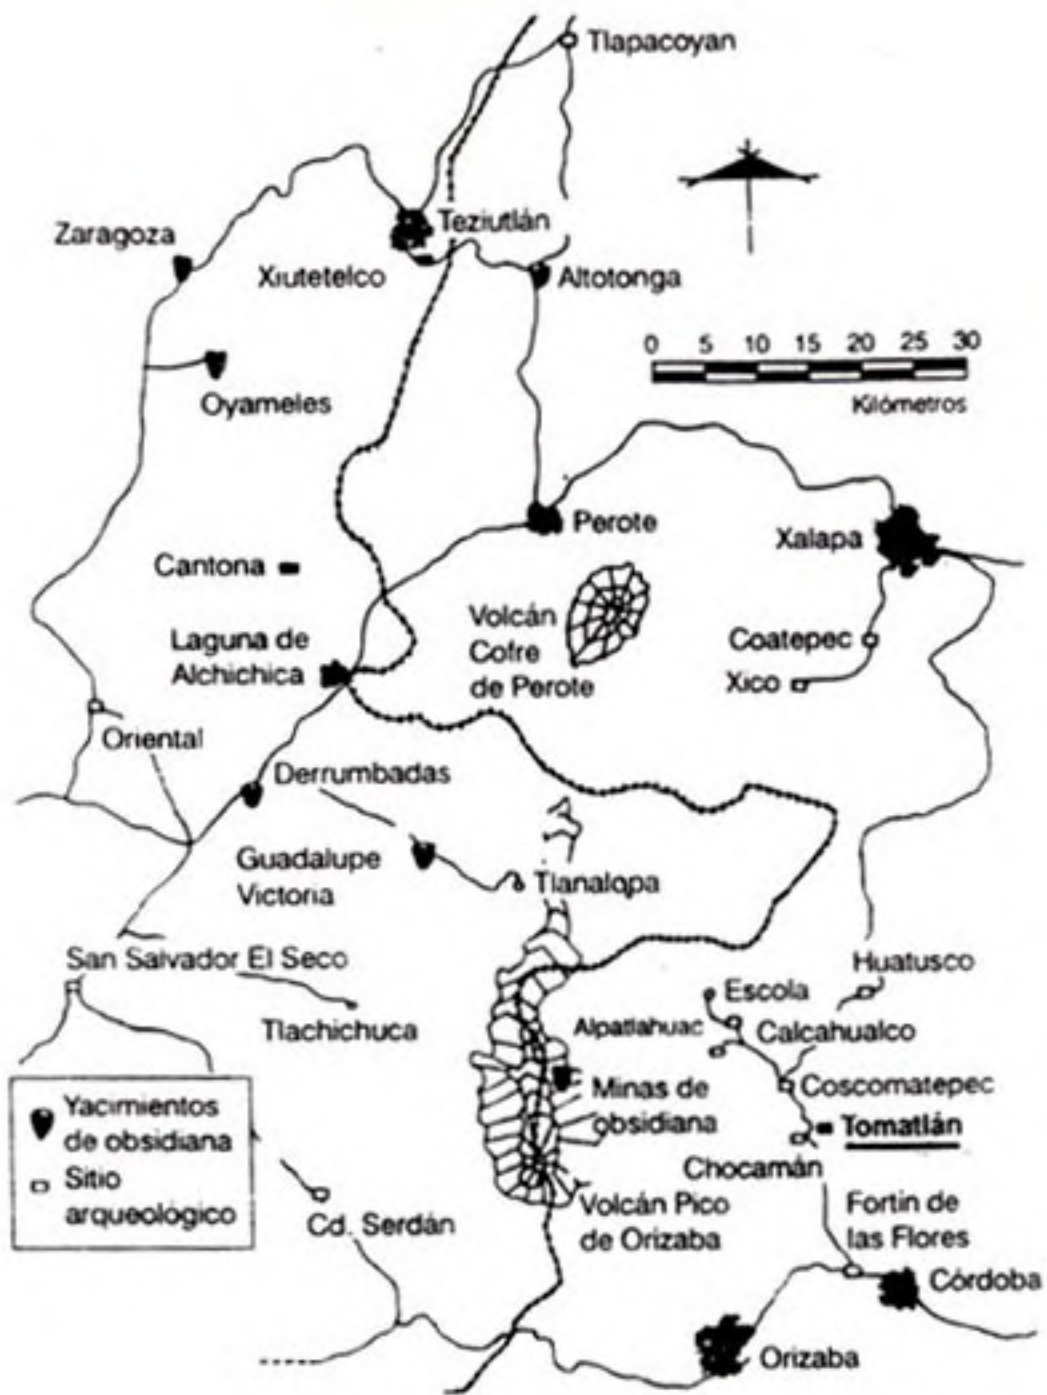 Tlapacoyan
Teziutlán
Zaragoza
Xiutetelco
Altotonga
0 5 10 15 20 25 30
Kilómetros
Oyameles
Perote
Xalapa
Cantona
Volcán
Cofre
de Perote
Laguna de
Alchichica
Coatepec
Xico
Oriental
Derrumbadas
Guadalupe
Victoria
Tlanalopa
San Salvador El Seco
Huatusco
Escola
Tlachichuca
Alpatlahuac
Calcahualco
Minas de
obsidiana
Coscomatepec
Tomatlán
Chocamán
Yacimientos
de obsidiana
Sitio
arqueológico
Cd. Serdán
Volcán Pico
de Orizaba
Fortín de
las Flores
Córdoba
Orizaba